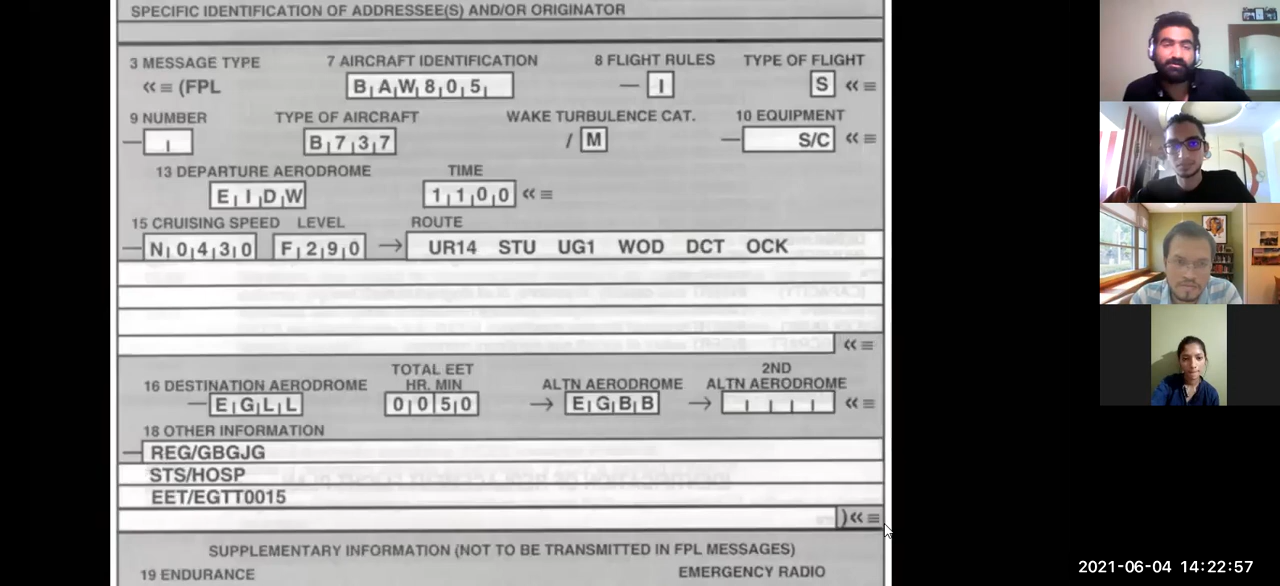 SPECIFIC IDENTIFICATION OF ADDRESSEE(S) AND/OR ORIGINATOR
3 MESSAGE TYPE 7 AIRCRAFT IDENTIFICATION 8 FLIGHT RULES TYPE OF FLIGHT
<<≡ (FPL BAW805 — I S <<≡
9 NUMBER TYPE OF AIRCRAFT WAKE TURBULENCE CAT. 10 EQUIPMENT
— B737 / M — S/C <<≡
13 DEPARTURE AERODROME TIME
EIDW 1100 <<≡
15 CRUISING SPEED LEVEL ROUTE
— N0430 F290 → UR14 STU UG1 WOD DCT OCK
<<≡
TOTAL EET 2ND
16 DESTINATION AERODROME HR. MIN ALTN AERODROME ALTN AERODROME
— EGLL 0050 → EGBB → <<≡
18 OTHER INFORMATION
— REG/GBGJG
STS/HOSP
EET/EGTT0015
)<<≡
SUPPLEMENTARY INFORMATION (NOT TO BE TRANSMITTED IN FPL MESSAGES)
19 ENDURANCE EMERGENCY RADIO
2021-06-04 14:22:57